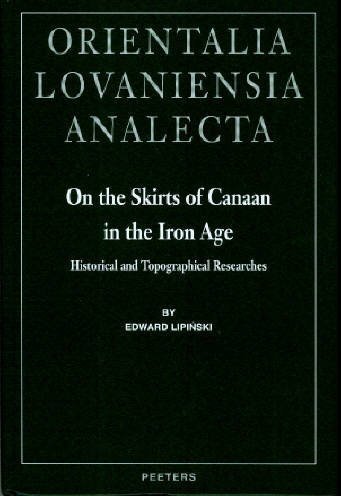 ORIENTALIA
LOVANIENSIA
ANALECTA
On the Skirts of Canaan
in the Iron Age
Historical and Topographical Researches
BY
EDWARD LIPIŃSKI
PEETERS